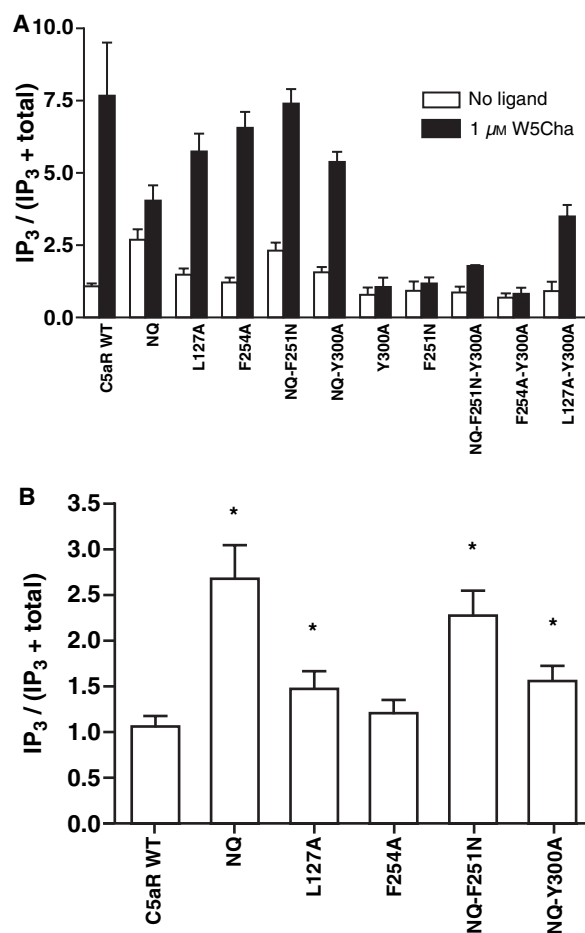 A
10.0
7.5
5.0
2.5
0.0
IP3 / (IP3 + total)
No ligand
1 μM W5Cha
C5aR WT
NQ
L127A
F254A
NQ-F251N
NQ-Y300A
Y300A
F251N
NQ-F251N-Y300A
F254A-Y300A
L127A-Y300A
B
3.5
3.0
2.5
2.0
1.5
1.0
0.5
0.0
IP3 / (IP3 + total)
*
*
*
*
C5aR WT
NQ
L127A
F254A
NQ-F251N
NQ-Y300A